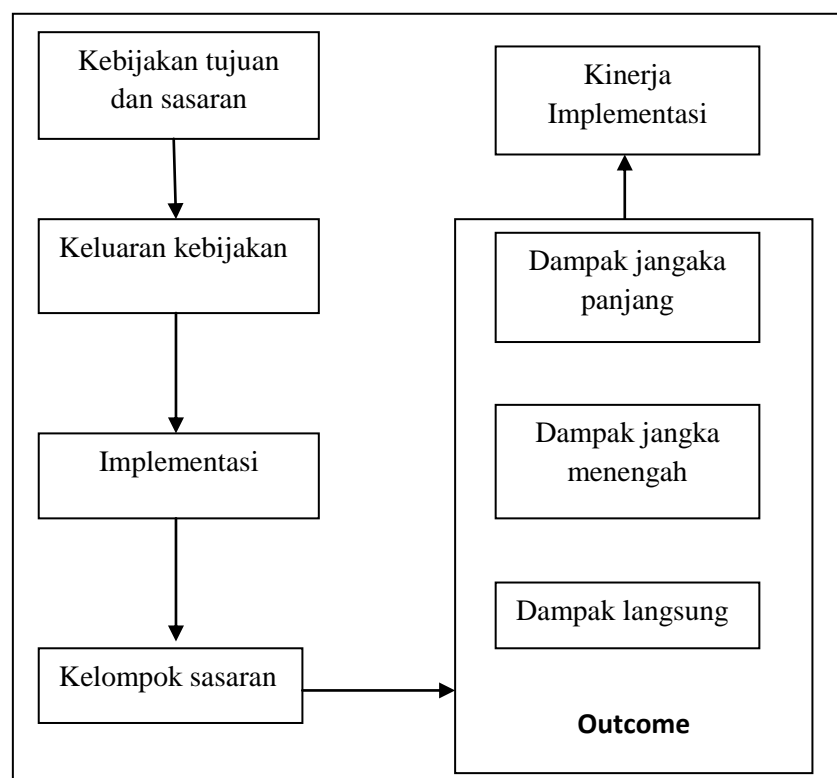 Kebijakan tujuan
dan sasaran
Keluaran kebijakan
Implementasi
Kelompok sasaran
Kinerja
Implementasi
Dampak jangaka
panjang
Dampak jangka
menengah
Dampak langsung
Outcome